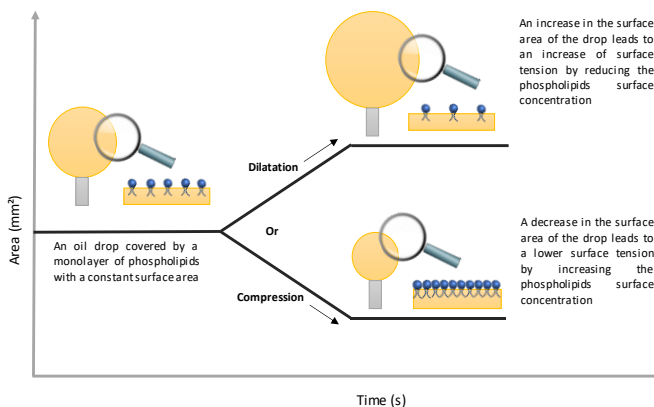 An increase in the surface
area of the drop leads to
an increase of surface
tension by reducing the
phospholipids surface
concentration
Dilatation
Area (mm²)
Or
An oil drop covered by a
monolayer of phospholipids
with a constant surface area
A decrease in the surface
area of the drop leads to
a lower surface tension
by increasing the
phospholipids surface
concentration
Compression
Time (s)